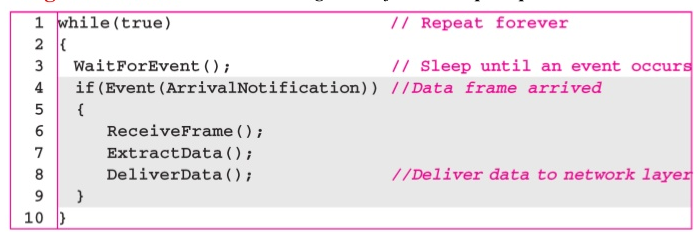 1 while(true) // Repeat forever
2 {
3 WaitForEvent(); // Sleep until an event occurs
4 if(Event(ArrivalNotification)) //Data frame arrived
5 {
6 ReceiveFrame();
7 ExtractData();
8 DeliverData(); //Deliver data to network layer
9 }
10 }